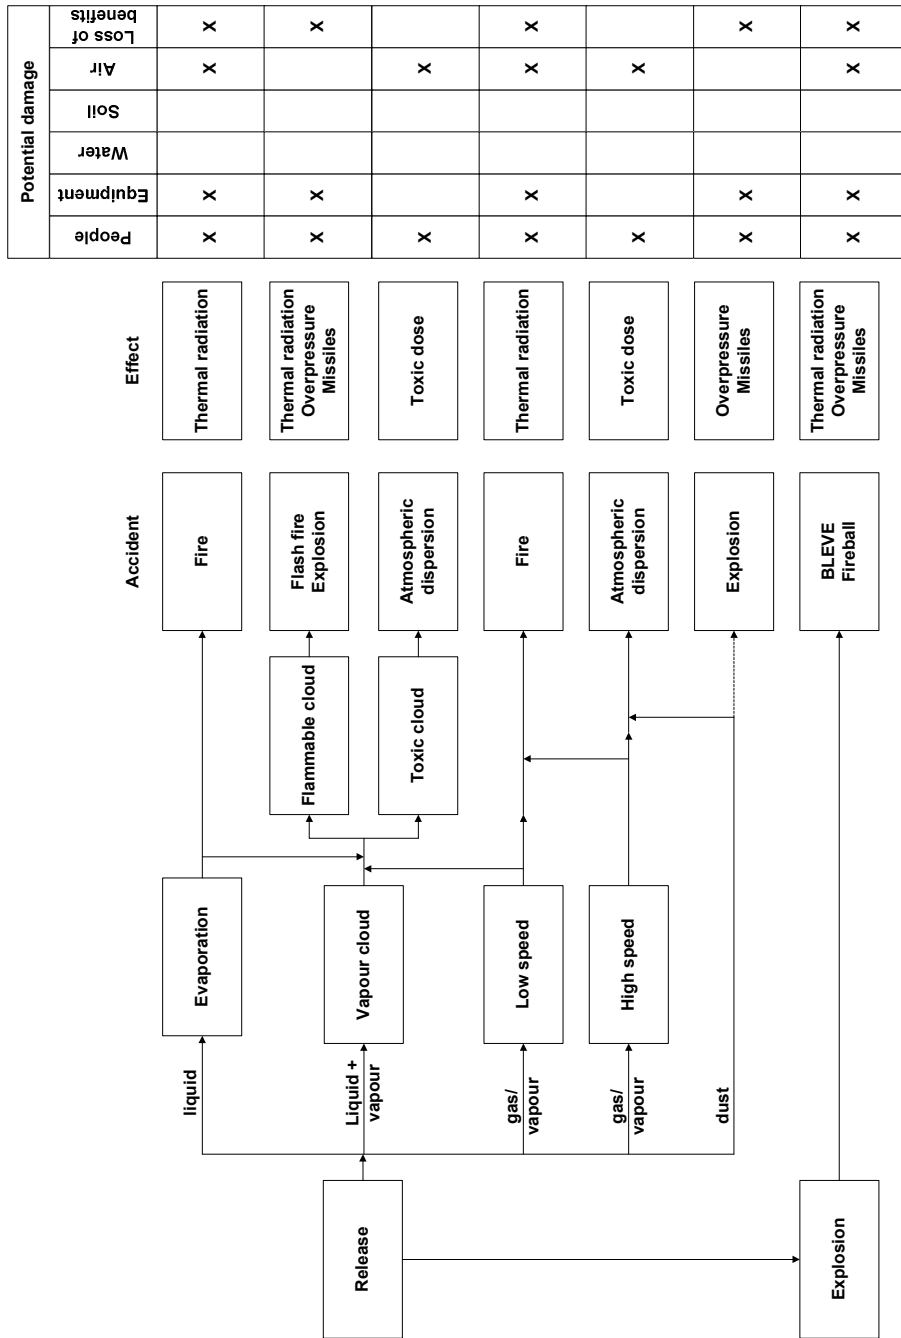 Accident
Effect
Potential damage
People
Equipment
Water
Soil
Air
Loss of
benefits
liquid
Evaporation
Fire
Thermal radiation
X
X
X
X
Flammable cloud
Flash fire
Explosion
Thermal radiation
Overpressure
Missiles
X
X
X
Release
Liquid +
vapour
Vapour cloud
Toxic cloud
Atmospheric
dispersion
Toxic dose
X
X
gas/
vapour
Low speed
Fire
Thermal radiation
X
X
X
X
gas/
vapour
High speed
Atmospheric
dispersion
Toxic dose
X
X
dust
Explosion
Overpressure
Missiles
X
X
X
Explosion
BLEVE
Fireball
Thermal radiation
Overpressure
Missiles
X
X
X
X